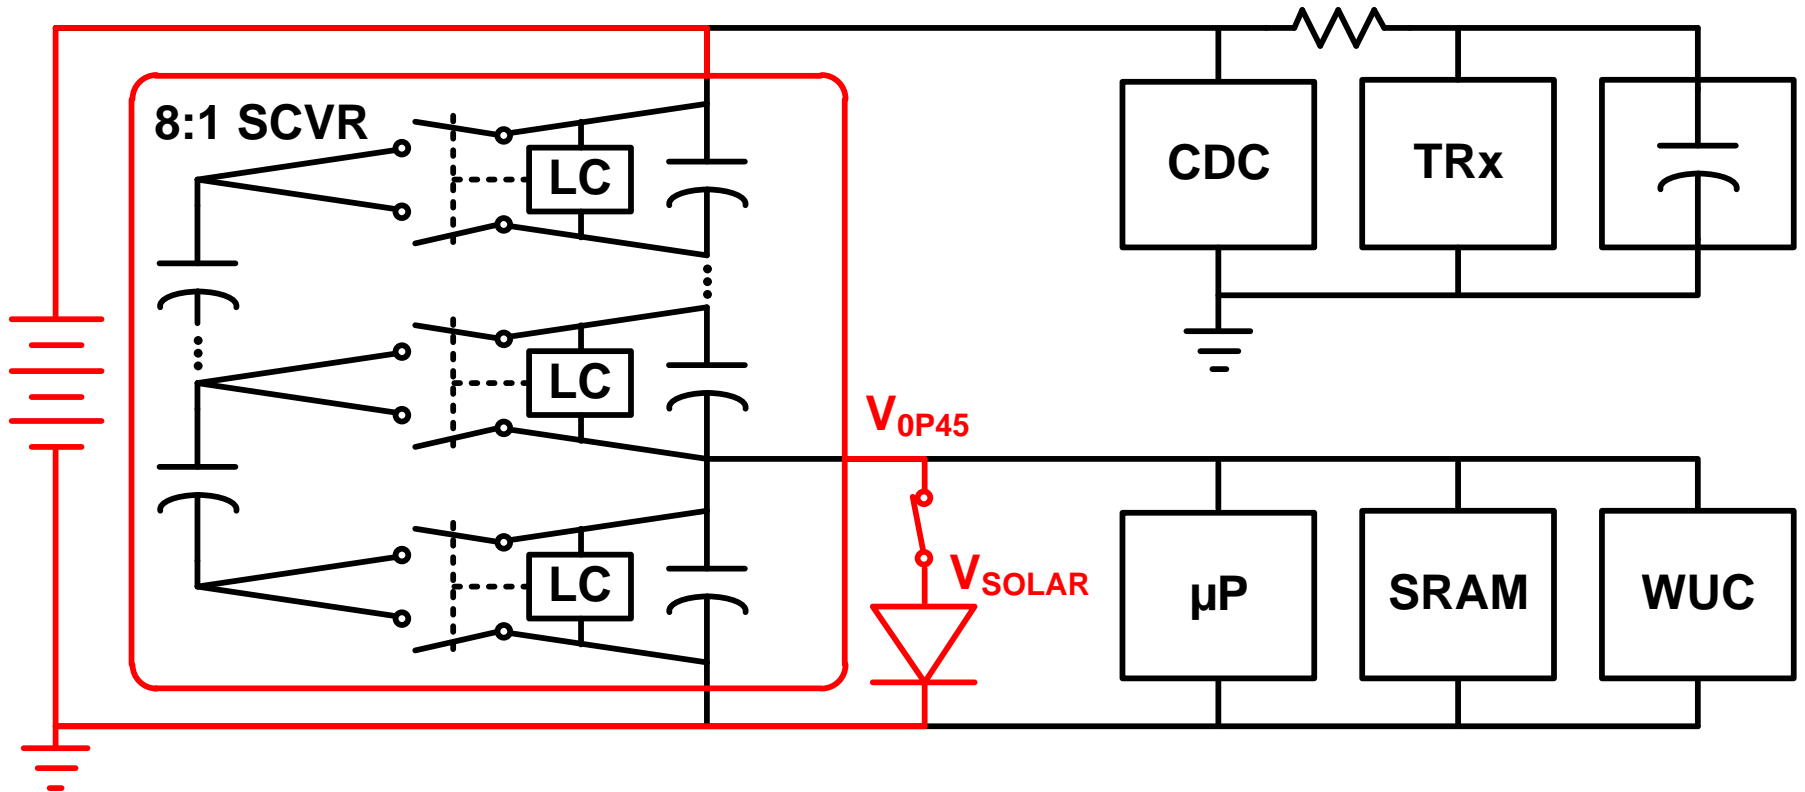 8:1 SCVR
LC
CDC
TRx
LC
V0P45
LC
VSOLAR
µP
SRAM
WUC